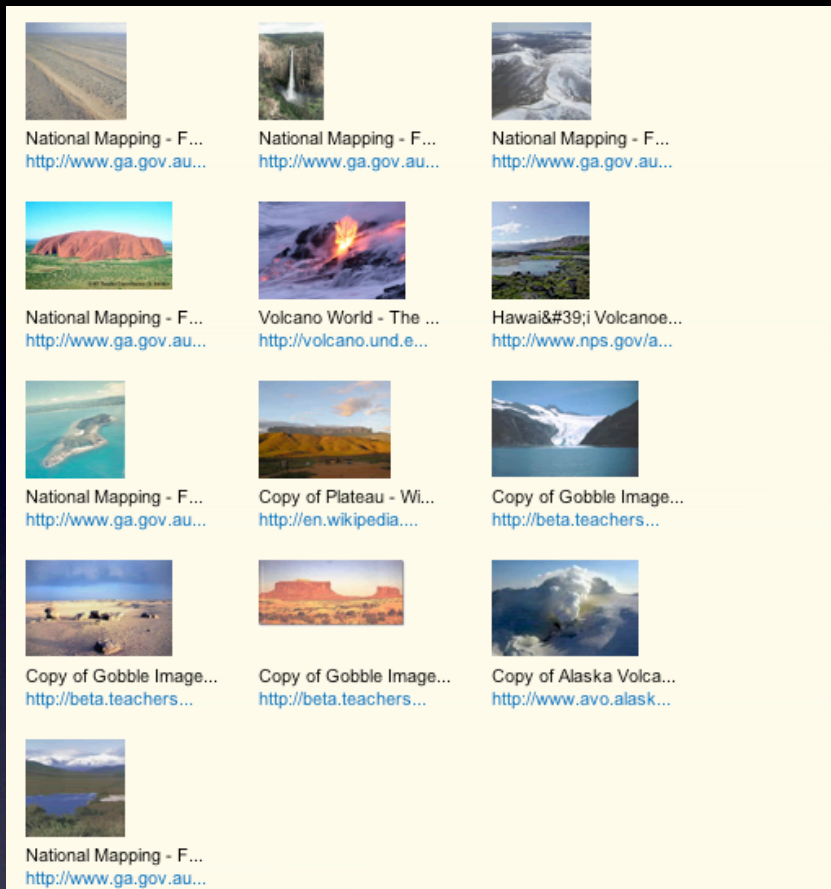 National Mapping - F...
http://www.ga.gov.au...
National Mapping - F...
http://www.ga.gov.au...
National Mapping - F...
http://www.ga.gov.au...
National Mapping - F...
http://www.ga.gov.au...
Volcano World - The ...
http://volcano.und.e...
Hawai&#39;i Volcanoe...
http://www.nps.gov/a...
National Mapping - F...
http://www.ga.gov.au...
Copy of Plateau - Wi...
http://en.wikipedia....
Copy of Gobble Image...
http://beta.teachers...
Copy of Gobble Image...
http://beta.teachers...
Copy of Gobble Image...
http://beta.teachers...
Copy of Alaska Volca...
http://www.avo.alask...
National Mapping - F...
http://www.ga.gov.au...